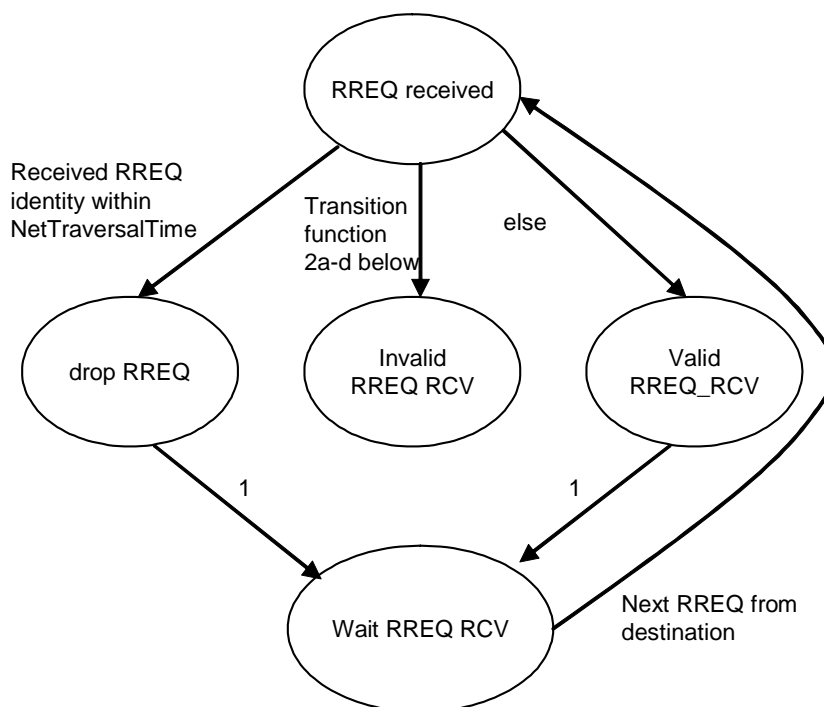 RREQ received
Received RREQ
identity within
NetTraversalTime
Transition
function
2a-d below
else
drop RREQ
Invalid
RREQ RCV
Valid
RREQ_RCV
1
1
Wait RREQ RCV
Next RREQ from
destination